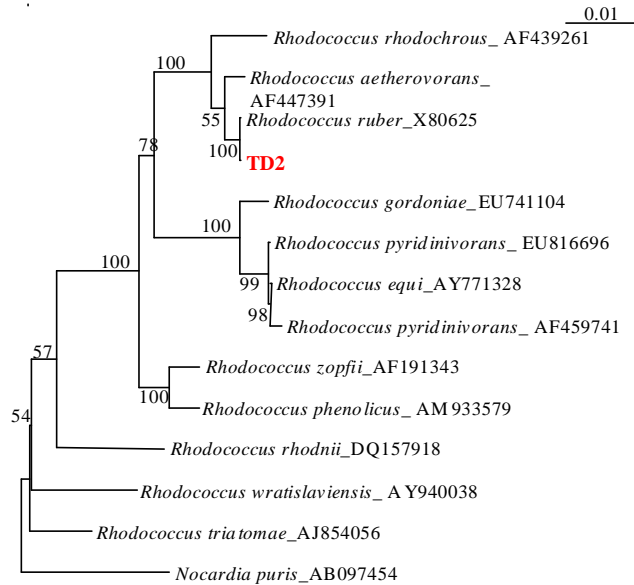 0.01
Rhodococcus rhodochrous_ AF439261
100
Rhodococcus aetherovorans_
AF447391
55
Rhodococcus ruber_X80625
100
TD2
78
Rhodococcus gordoniae_EU741104
100
Rhodococcus pyridinivorans_ EU816696
100
99
Rhodococcus equi_AY771328
98
Rhodococcus pyridinivorans_ AF459741
57
Rhodococcus zopfii_AF191343
100
Rhodococcus phenolicus_ AM933579
54
Rhodococcus rhodnii_DQ157918
Rhodococcus wratislaviensis_ AY940038
Rhodococcus triatomae_AJ854056
Nocardia puris_AB097454